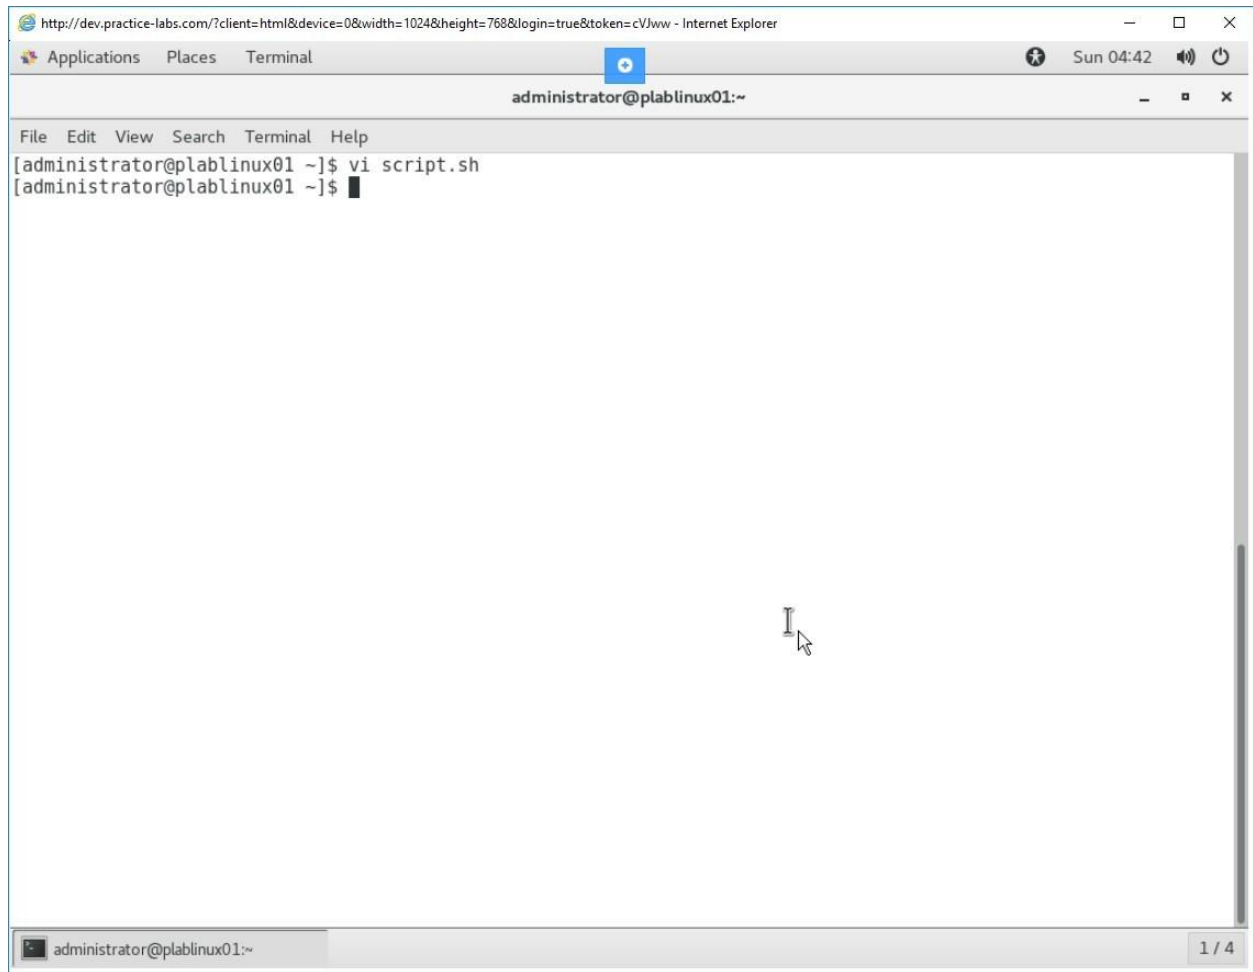 http://dev.practice-labs.com/?client=html&device=0&width=1024&height=768&login=true&token=cVJww - Internet Explorer
Applications Places Terminal Sun 04:42
administrator@plablinux01:~
File Edit View Search Terminal Help
[administrator@plablinux01 ~]$ vi script.sh
[administrator@plablinux01 ~]$
administrator@plablinux01:~ 1 / 4